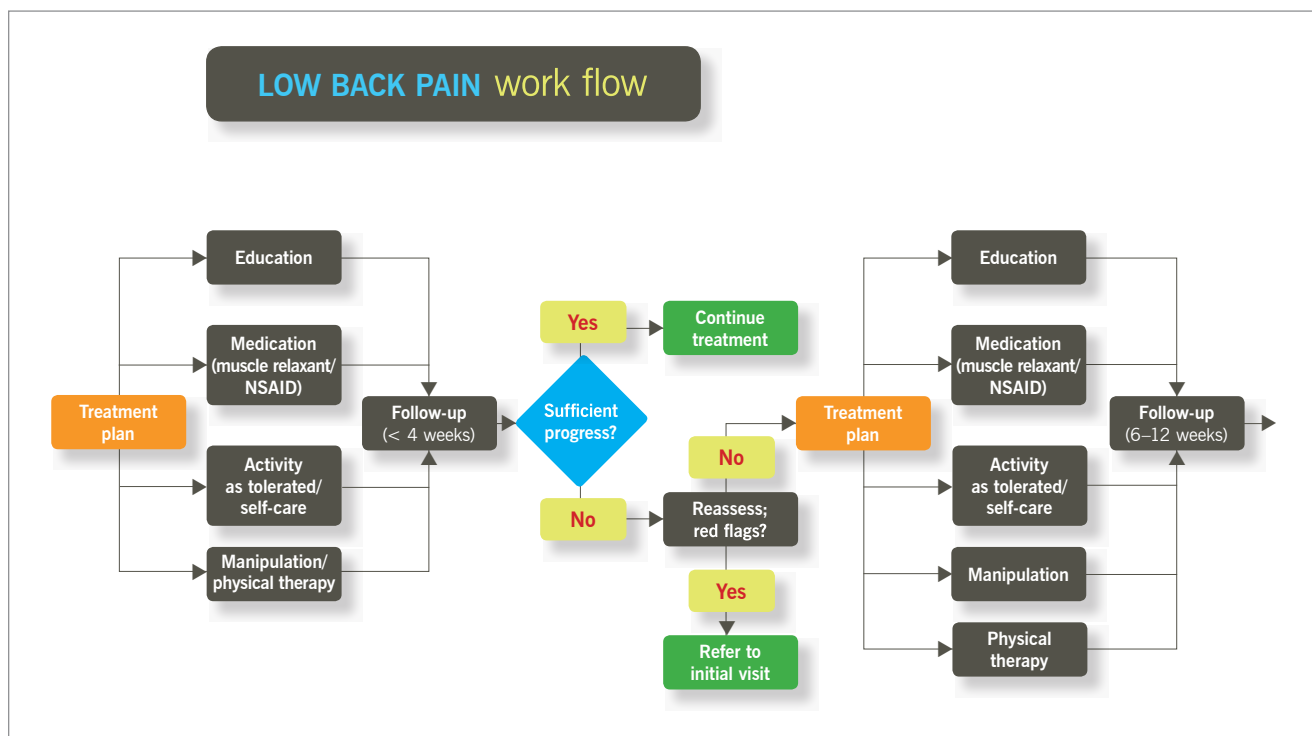 LOW BACK PAIN work flow
Education
Medication
(muscle relaxant/
NSAID)
Treatment
plan
Activity
as tolerated/
self-care
Manipulation/
physical therapy
Follow-up
(< 4 weeks)
Sufficient
progress?
Yes
Continue
treatment
No
Reassess;
red flags?
No
Yes
Refer to
initial visit
Treatment
plan
Education
Medication
(muscle relaxant/
NSAID)
Activity
as tolerated/
self-care
Manipulation
Physical
therapy
Follow-up
(6–12 weeks)